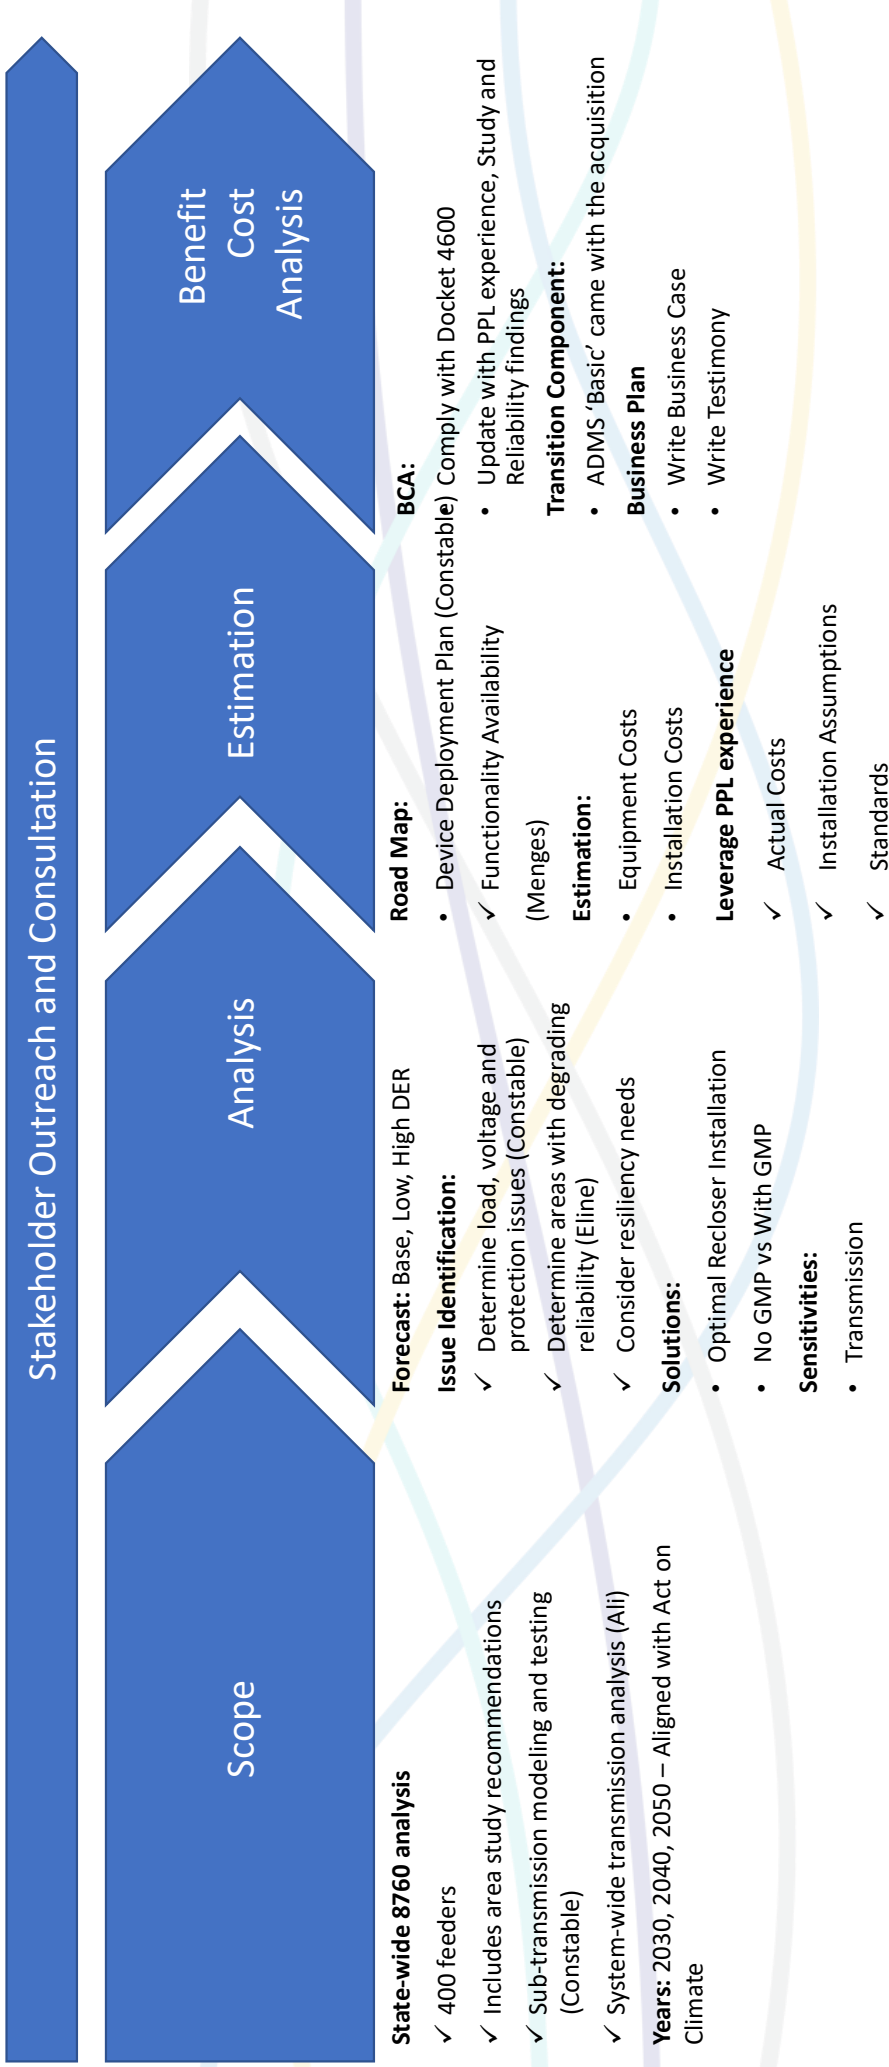 Stakeholder Outreach and Consultation
Scope
Analysis
Estimation
Benefit
Cost
Analysis
State-wide 8760 analysis
✓ 400 feeders
✓ Includes area study recommendations
✓ Sub-transmission modeling and testing
(Constable)
✓ System-wide transmission analysis (Ali)
Years: 2030, 2040, 2050 – Aligned with Act on
Climate
Forecast: Base, Low, High DER
Issue Identification:
✓ Determine load, voltage and
protection issues (Constable)
✓ Determine areas with degrading
reliability (Eline)
✓ Consider resiliency needs
Solutions:
• Optimal Recloser Installation
• No GMP vs With GMP
Sensitivities:
• Transmission
Road Map:
• Device Deployment Plan (Constable)
✓ Functionality Availability
(Menges)
Estimation:
• Equipment Costs
• Installation Costs
Leverage PPL experience
✓ Actual Costs
✓ Installation Assumptions
✓ Standards
BCA:
• Comply with Docket 4600
• Update with PPL experience, Study and
Reliability findings
Transition Component:
• ADMS ‘Basic’ came with the acquisition
Business Plan
• Write Business Case
• Write Testimony